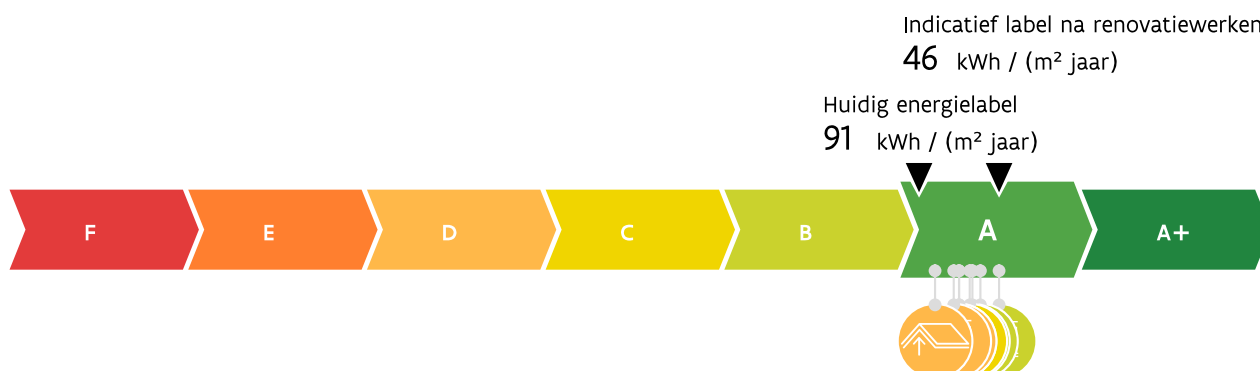 Indicatief label na renovatiewerken
46 kWh / (m² jaar)
Huidig energielabel
91 kWh / (m² jaar)
F E D C B A A+